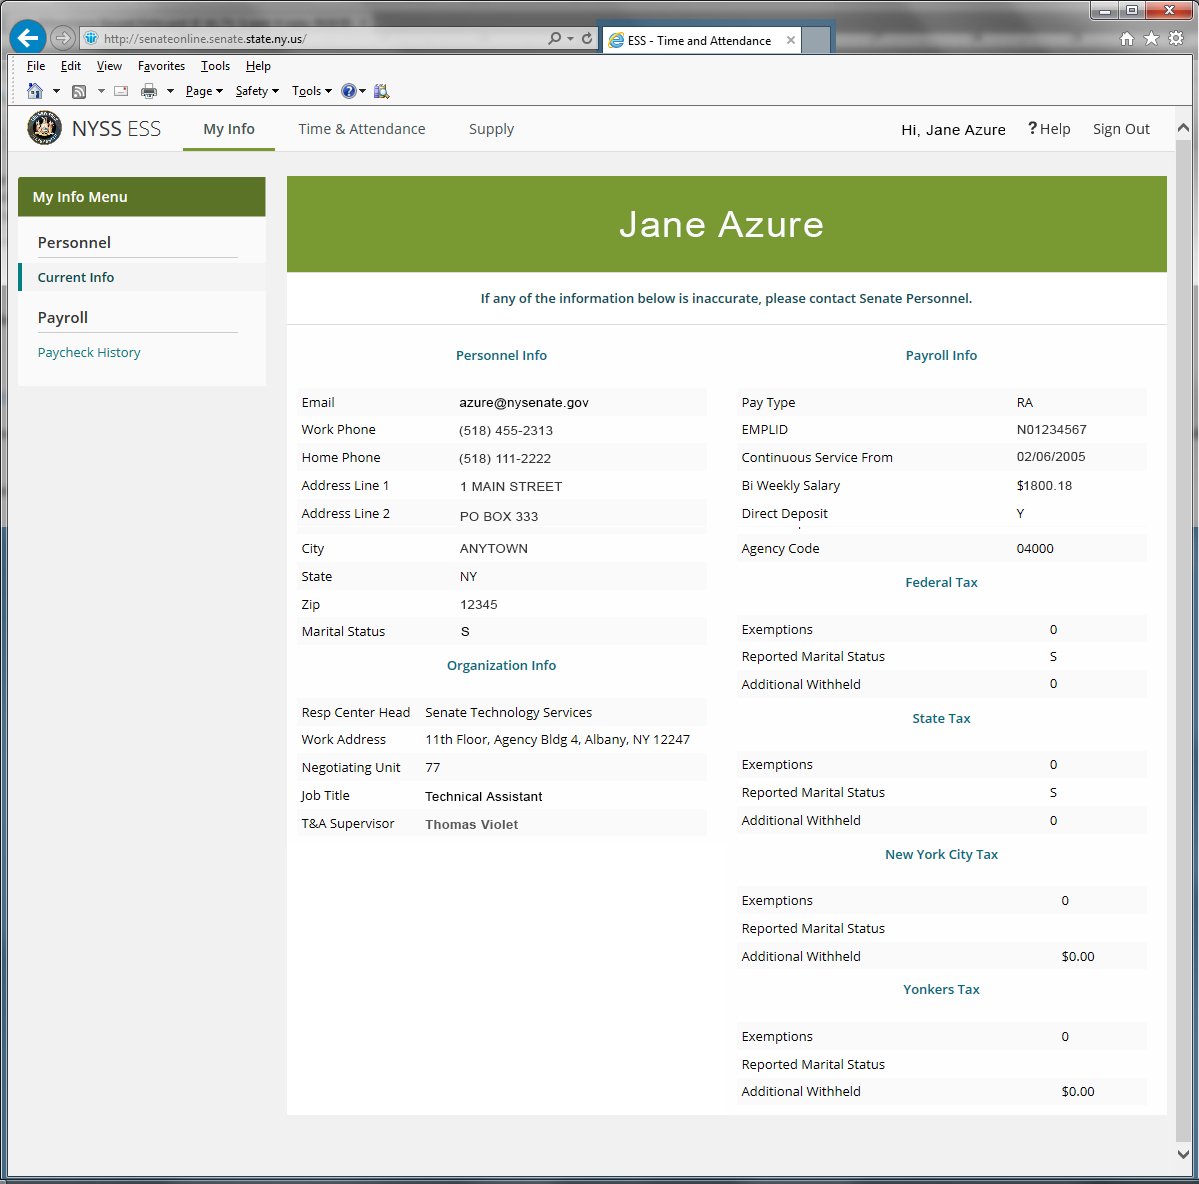 http://senateonline.senate.state.ny.us/
ESS - Time and Attendance
File Edit View Favorites Tools Help
Page Safety Tools
NYSS ESS My Info Time & Attendance Supply Hi, Jane Azure ? Help Sign Out
My Info Menu
Personnel
Current Info
Payroll
Paycheck History
Jane Azure
If any of the information below is inaccurate, please contact Senate Personnel.
Personnel Info
Email azure@nysenate.gov
Work Phone (518) 455-2313
Home Phone (518) 111-2222
Address Line 1 1 MAIN STREET
Address Line 2 PO BOX 333
City ANYTOWN
State NY
Zip 12345
Marital Status S
Organization Info
Resp Center Head Senate Technology Services
Work Address 11th Floor, Agency Bldg 4, Albany, NY 12247
Negotiating Unit 77
Job Title Technical Assistant
T&A Supervisor Thomas Violet
Payroll Info
Pay Type RA
EMPLID N01234567
Continuous Service From 02/06/2005
Bi Weekly Salary $1800.18
Direct Deposit Y
Agency Code 04000
Federal Tax
Exemptions 0
Reported Marital Status S
Additional Withheld 0
State Tax
Exemptions 0
Reported Marital Status S
Additional Withheld 0
New York City Tax
Exemptions 0
Reported Marital Status
Additional Withheld $0.00
Yonkers Tax
Exemptions 0
Reported Marital Status
Additional Withheld $0.00